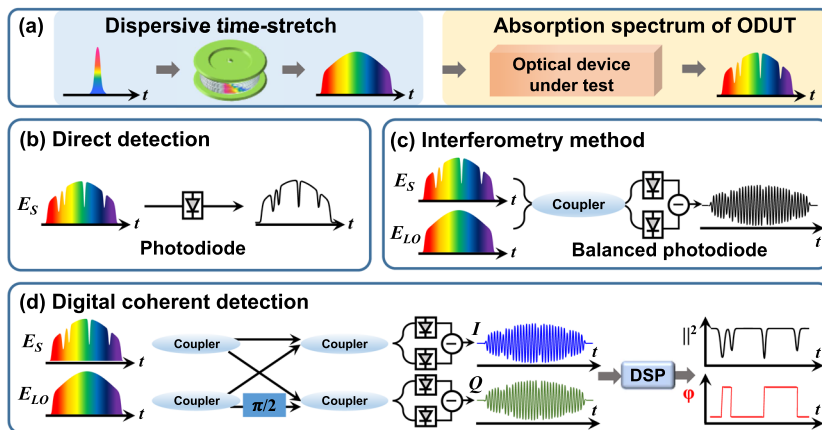 (a) Dispersive time-stretch
Absorption spectrum of ODUT
Optical device
under test
t
t
t
(b) Direct detection
E_S
t
t
Photodiode
(c) Interferometry method
E_S
t
E_LO
t
Coupler
−
t
Balanced photodiode
(d) Digital coherent detection
E_S
t
E_LO
t
Coupler
Coupler
Coupler
π/2
Coupler
−
I
t
−
Q
t
DSP
||²
t
φ
t